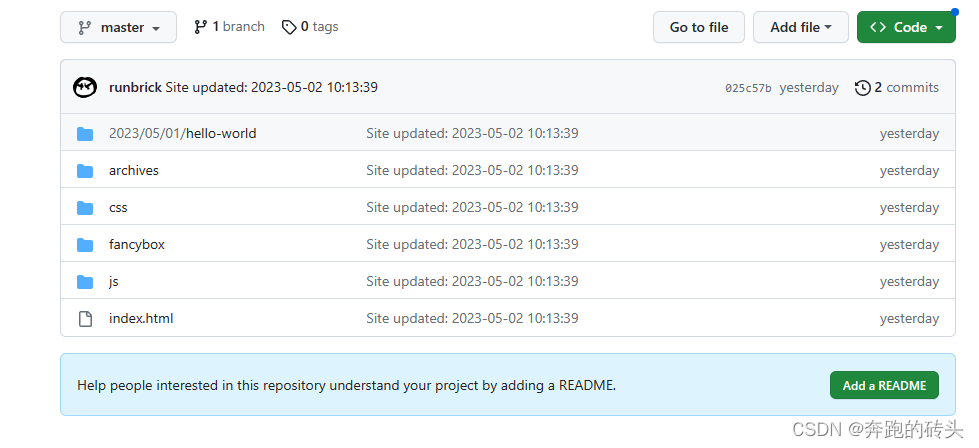 master 1 branch 0 tags Go to file Add file Code
runbrick Site updated: 2023-05-02 10:13:39 025c57b yesterday 2 commits
2023/05/01/hello-world Site updated: 2023-05-02 10:13:39 yesterday
archives Site updated: 2023-05-02 10:13:39 yesterday
css Site updated: 2023-05-02 10:13:39 yesterday
fancybox Site updated: 2023-05-02 10:13:39 yesterday
js Site updated: 2023-05-02 10:13:39 yesterday
index.html Site updated: 2023-05-02 10:13:39 yesterday
Help people interested in this repository understand your project by adding a README. Add a README
CSDN @奔跑的砖头